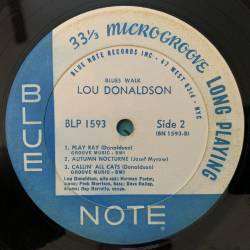 33⅓ MICROGROOVE LONG PLAYING
BLUE NOTE RECORDS INC • 47 WEST 63rd • NYC
BLUES WALK
LOU DONALDSON
BLP 1593
Side 2
(BN 1593-B)
1. PLAY RAY (Donaldson)
GROOVE MUSIC - BMI
2. AUTUMN NOCTURNE (Josef Myrow)
3. CALLIN' ALL CATS (Donaldson)
GROOVE MUSIC - BMI
Lou Donaldson, alto sax; Herman Foster,
piano; Peck Morrison, bass; Dave Bailey,
drums; Ray Barretto, conga.
BLUE
NOTE